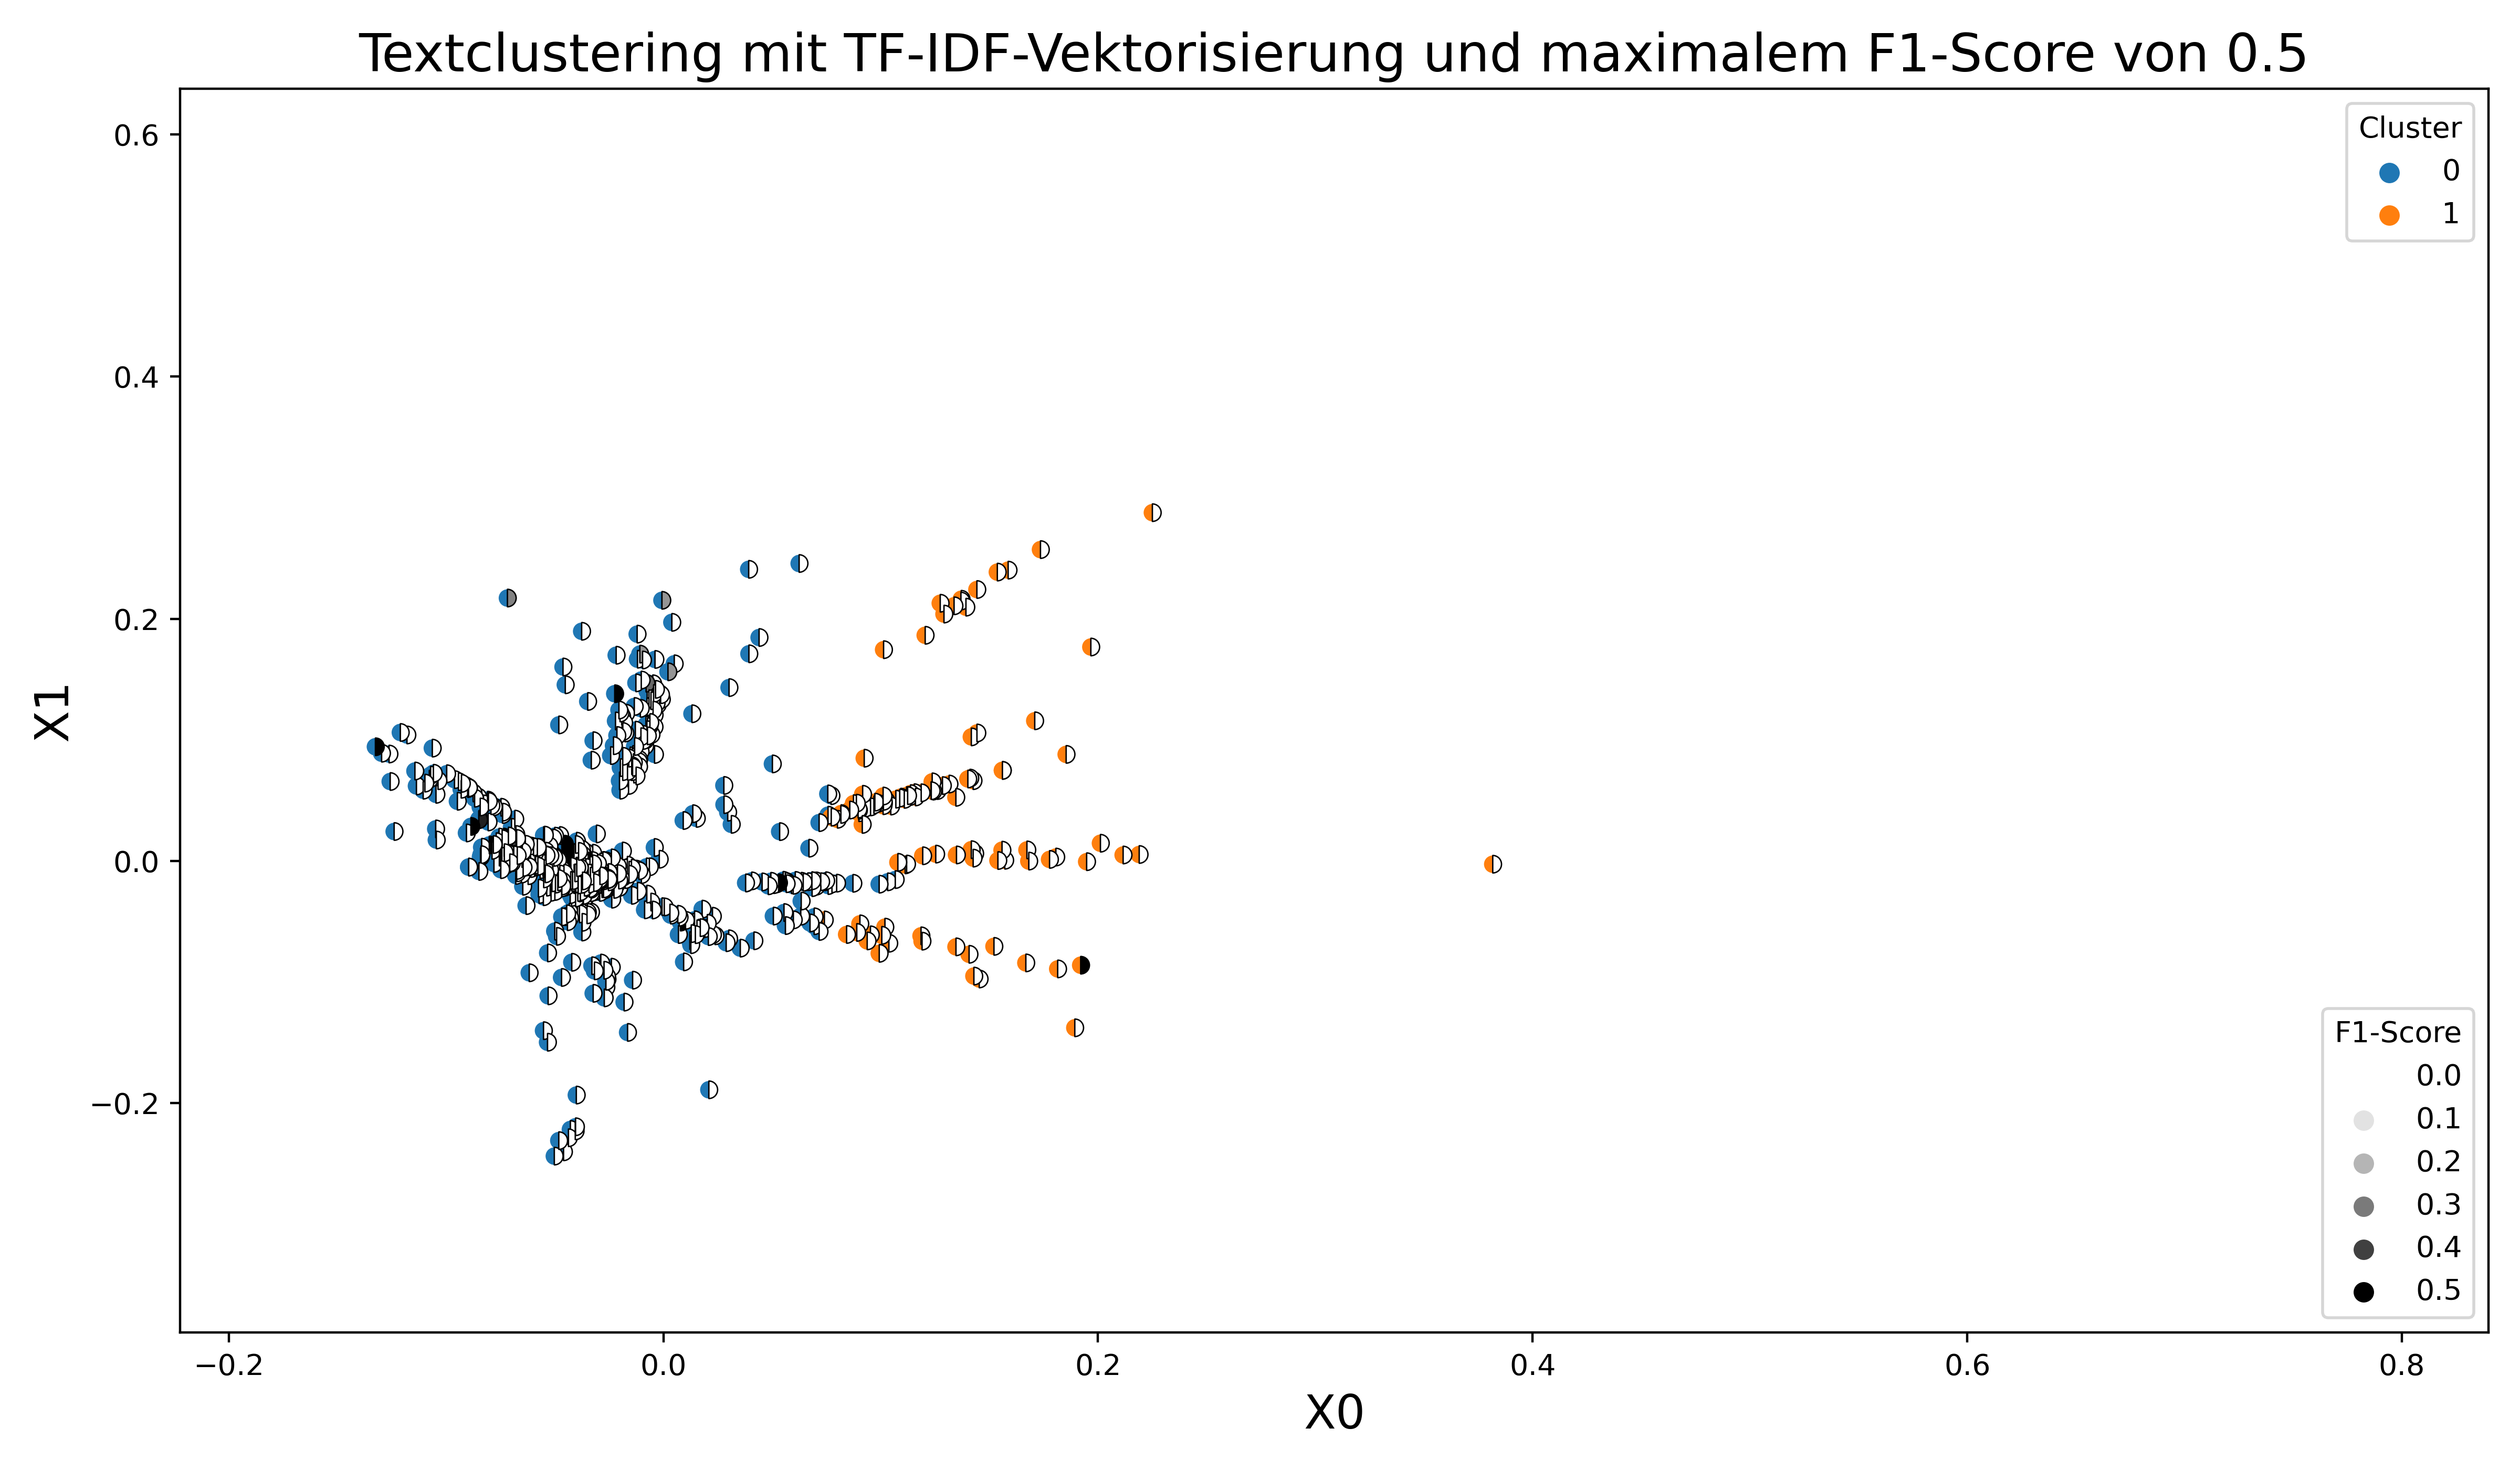 Textclustering mit TF-IDF-Vektorisierung und maximalem F1-Score von 0.5
Cluster
0
1
0.6
0.4
0.2
0.0
−0.2
X1
F1-Score
0.0
0.1
0.2
0.3
0.4
0.5
−0.2 0.0 0.2 0.4 0.6 0.8
X0